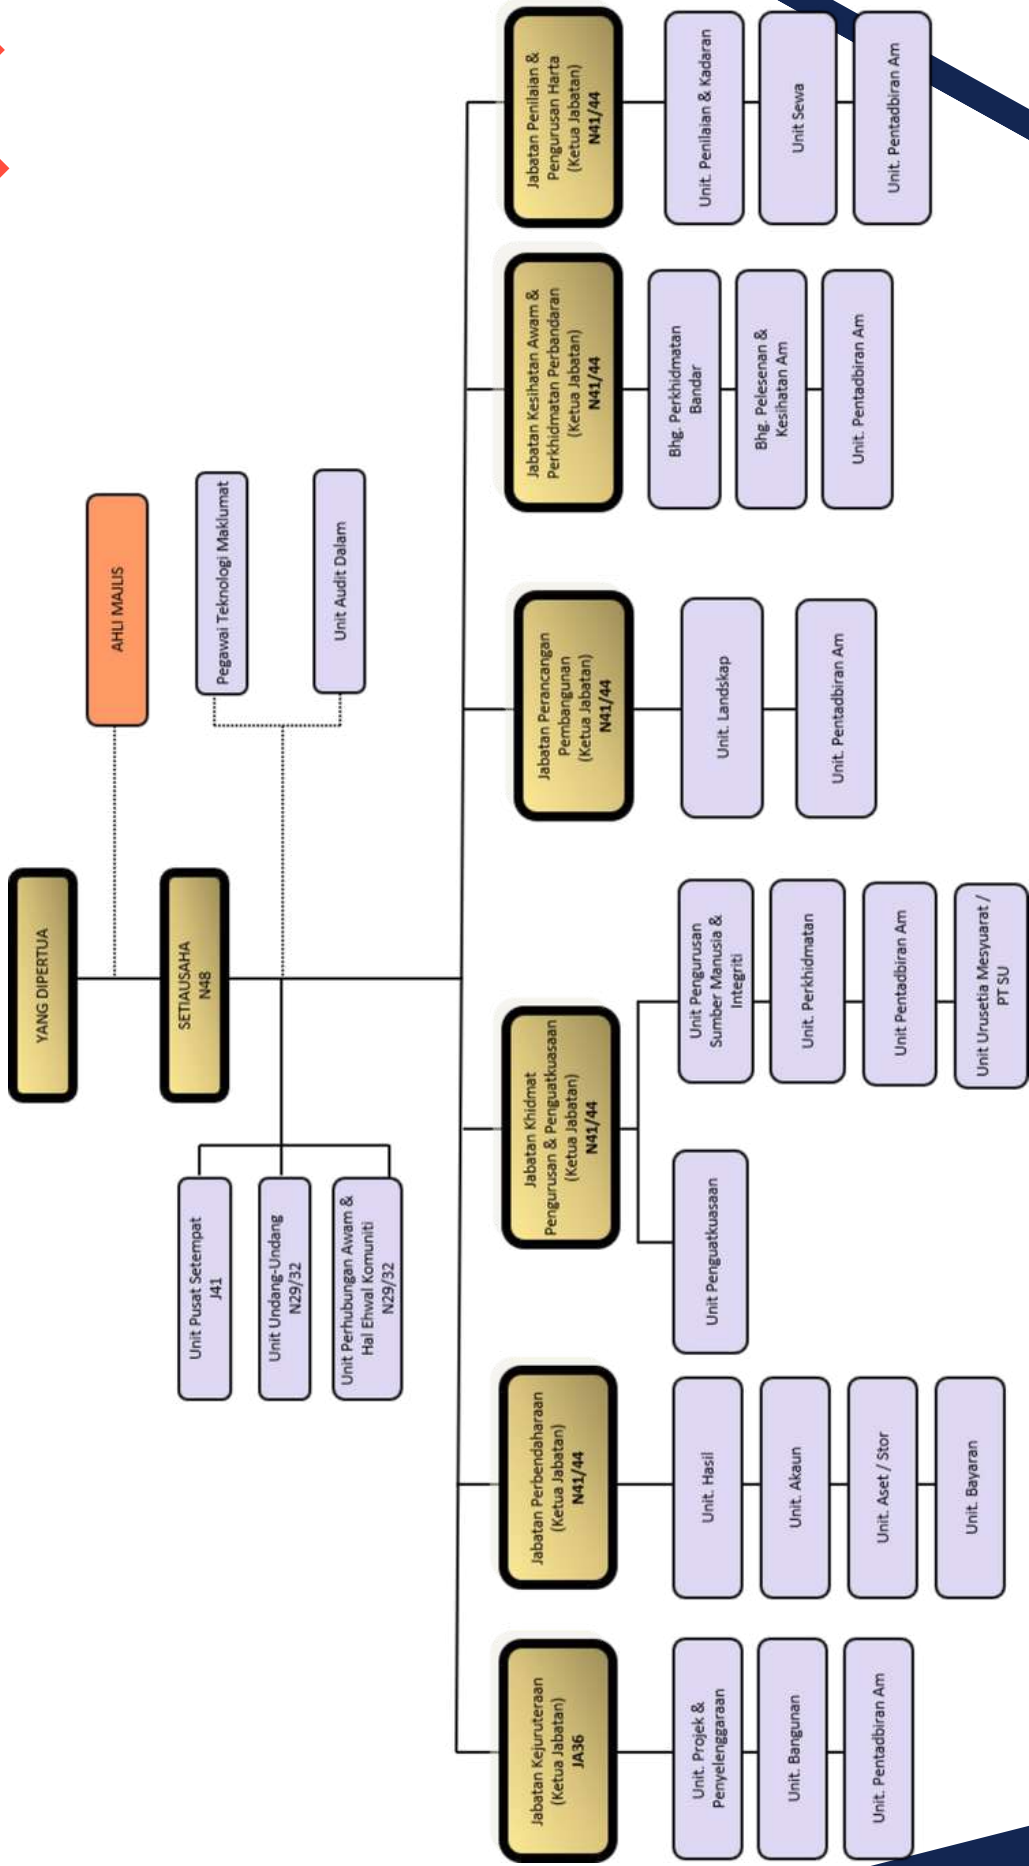 YANG DIPERTUA
AHLI MAJLIS
SETIAUSAHA
N48
Pegawai Teknologi Maklumat
Unit Audit Dalam
Unit Pusat Setempat
J41
Unit Undang-Undang
N29/32
Unit Perhubungan Awam &
Hal Ehwal Komuniti
N29/32
Jabatan Kejuruteraan
(Ketua Jabatan)
JA36
Unit. Projek &
Penyelenggaraan
Unit. Bangunan
Unit. Pentadbiran Am
Jabatan Perbendaharaan
(Ketua Jabatan)
N41/44
Unit. Hasil
Unit. Akaun
Unit. Aset / Stor
Unit. Bayaran
Jabatan Khidmat
Pengurusan & Penguatkuasaan
(Ketua Jabatan)
N41/44
Unit Penguatkuasaan
Unit Pengurusan
Sumber Manusia &
Integriti
Unit. Perkhidmatan
Unit Pentadbiran Am
Unit Urusetia Mesyuarat /
PT SU
Jabatan Perancangan
Pembangunan
(Ketua Jabatan)
N41/44
Unit. Landskap
Unit. Pentadbiran Am
Jabatan Kesihatan Awam &
Perkhidmatan Perbandaran
(Ketua Jabatan)
N41/44
Bhg. Perkhidmatan
Bandar
Bhg. Pelesenan &
Kesihatan Am
Unit. Pentadbiran Am
Jabatan Penilaian &
Pengurusan Harta
(Ketua Jabatan)
N41/44
Unit. Penilaian & Kadaran
Unit Sewa
Unit. Pentadbiran Am